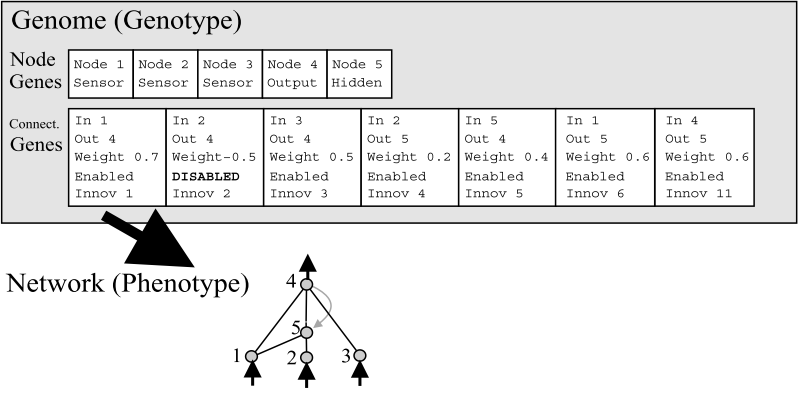 Genome (Genotype)
Node Genes
Node 1 Node 2 Node 3 Node 4 Node 5
Sensor Sensor Sensor Output Hidden
Connect. Genes
In 1 In 2 In 3 In 2 In 5 In 1 In 4
Out 4 Out 4 Out 4 Out 5 Out 4 Out 5 Out 5
Weight 0.7 Weight-0.5 Weight 0.5 Weight 0.2 Weight 0.4 Weight 0.6 Weight 0.6
Enabled DISABLED Enabled Enabled Enabled Enabled Enabled
Innov 1 Innov 2 Innov 3 Innov 4 Innov 5 Innov 6 Innov 11
Network (Phenotype)
4
5
1 2 3